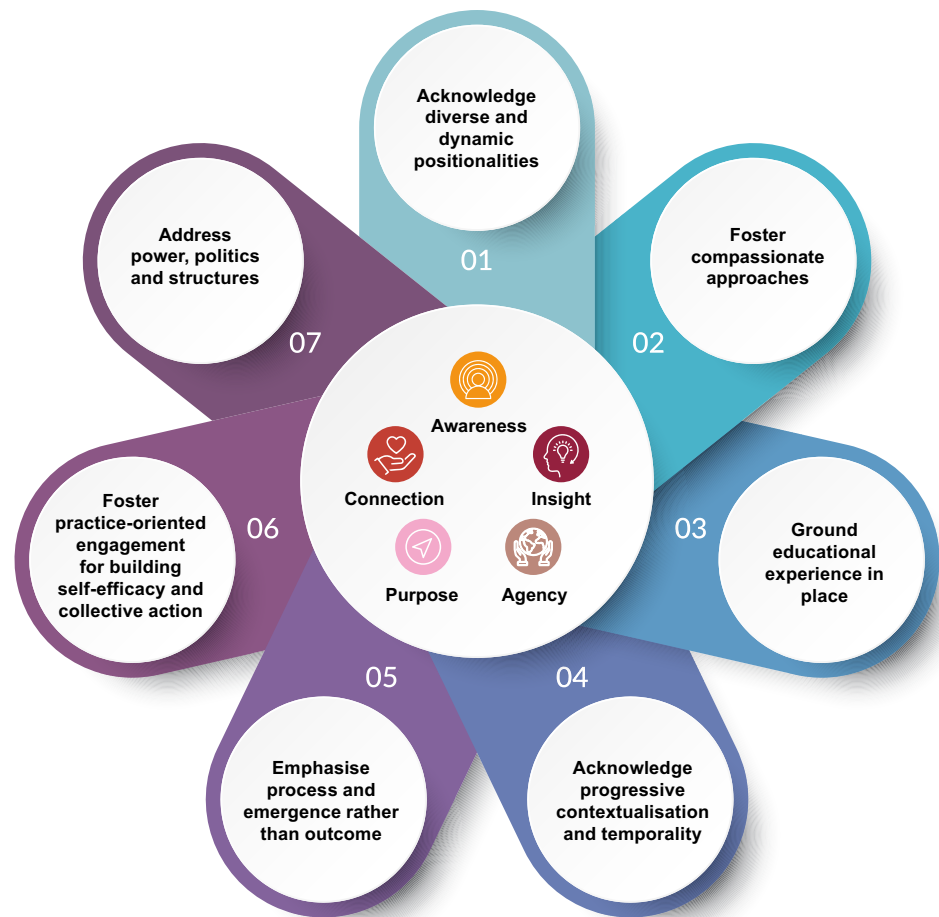 Acknowledge
diverse and
dynamic
positionalities
01
Foster
compassionate
approaches
02
Ground
educational
experience in
place
03
Acknowledge
progressive
contextualisation
and temporality
04
Emphasise
process and
emergence rather
than outcome
05
Foster
practice-oriented
engagement
for building
self-efficacy and
collective action
06
Address
power, politics
and structures
07
Awareness
Connection
Insight
Purpose
Agency